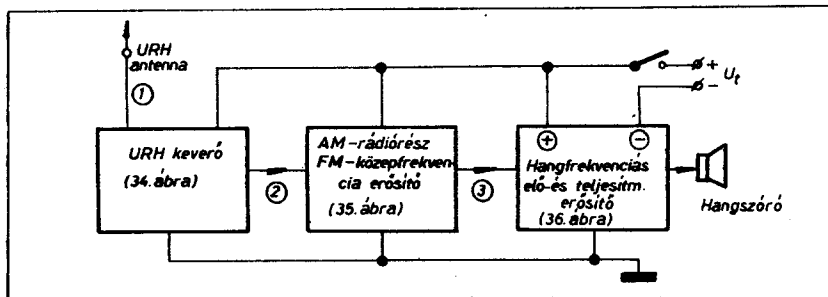 URH
antenna
①
+
Uₜ
-
URH keverő
(34. ábra)
②
AM-rádiórész
FM-középfrekven-
cia erősítő
(35. ábra)
③
+
-
Hangfrekvenciás
elő-és teljesítm.
erősítő
(36. ábra)
Hangszóró